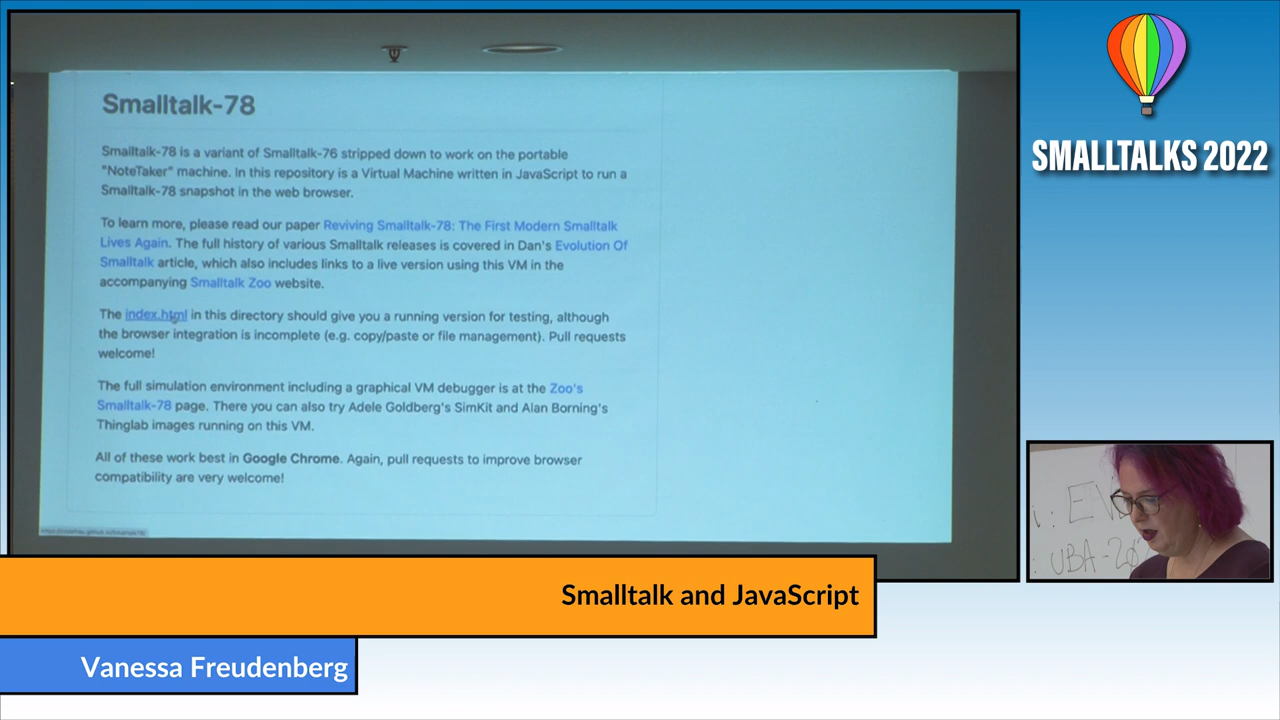 Smalltalk-78
Smalltalk-78 is a variant of Smalltalk-76 stripped down to work on the portable
"NoteTaker" machine. In this repository is a Virtual Machine written in JavaScript to run a
Smalltalk-78 snapshot in the web browser.
To learn more, please read our paper Reviving Smalltalk-78: The First Modern Smalltalk
Lives Again. The full history of various Smalltalk releases is covered in Dan's Evolution Of
Smalltalk article, which also includes links to a live version using this VM in the
accompanying Smalltalk Zoo website.
The index.html in this directory should give you a running version for testing, although
the browser integration is incomplete (e.g. copy/paste or file management). Pull requests
welcome!
The full simulation environment including a graphical VM debugger is at the Zoo's
Smalltalk-78 page. There you can also try Adele Goldberg's SimKit and Alan Borning's
Thinglab images running on this VM.
All of these work best in Google Chrome. Again, pull requests to improve browser
compatibility are very welcome!
SMALLTALKS 2022
UBA-20
Smalltalk and JavaScript
Vanessa Freudenberg